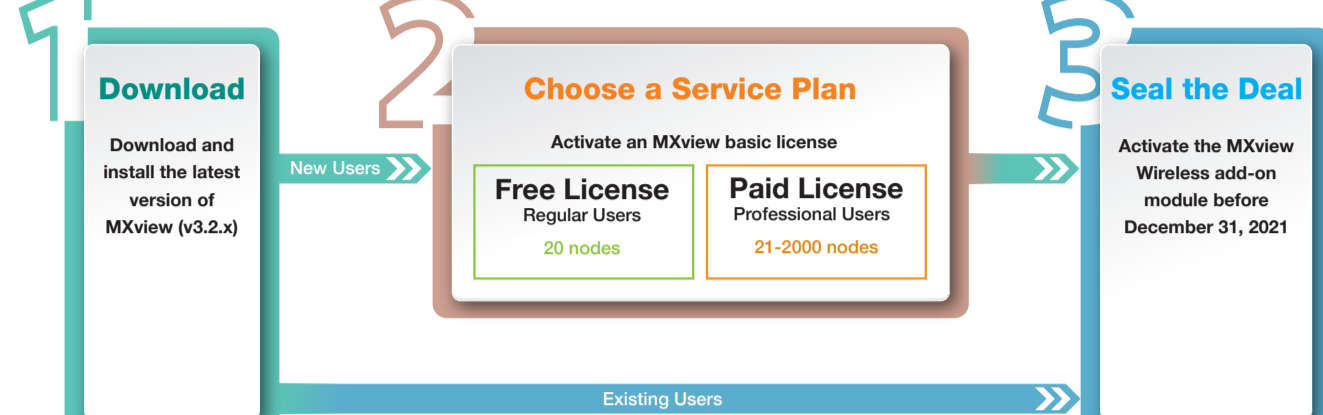 1
Download
Download and
install the latest
version of
MXview (v3.2.x)
New Users
2
Choose a Service Plan
Activate an MXview basic license
Free License
Regular Users
20 nodes
Paid License
Professional Users
21-2000 nodes
3
Seal the Deal
Activate the MXview
Wireless add-on
module before
December 31, 2021
Existing Users